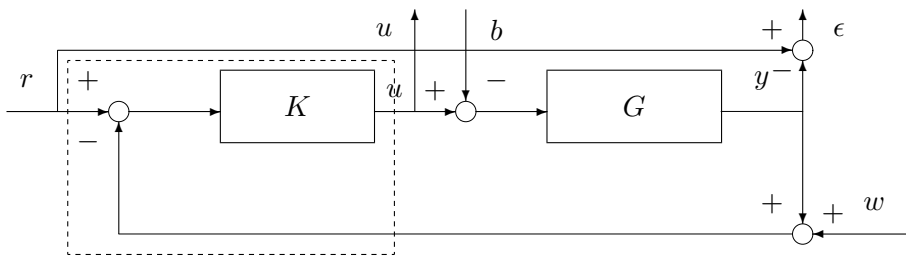 u b + ϵ
r + u + − y −
K G
−
+ + w